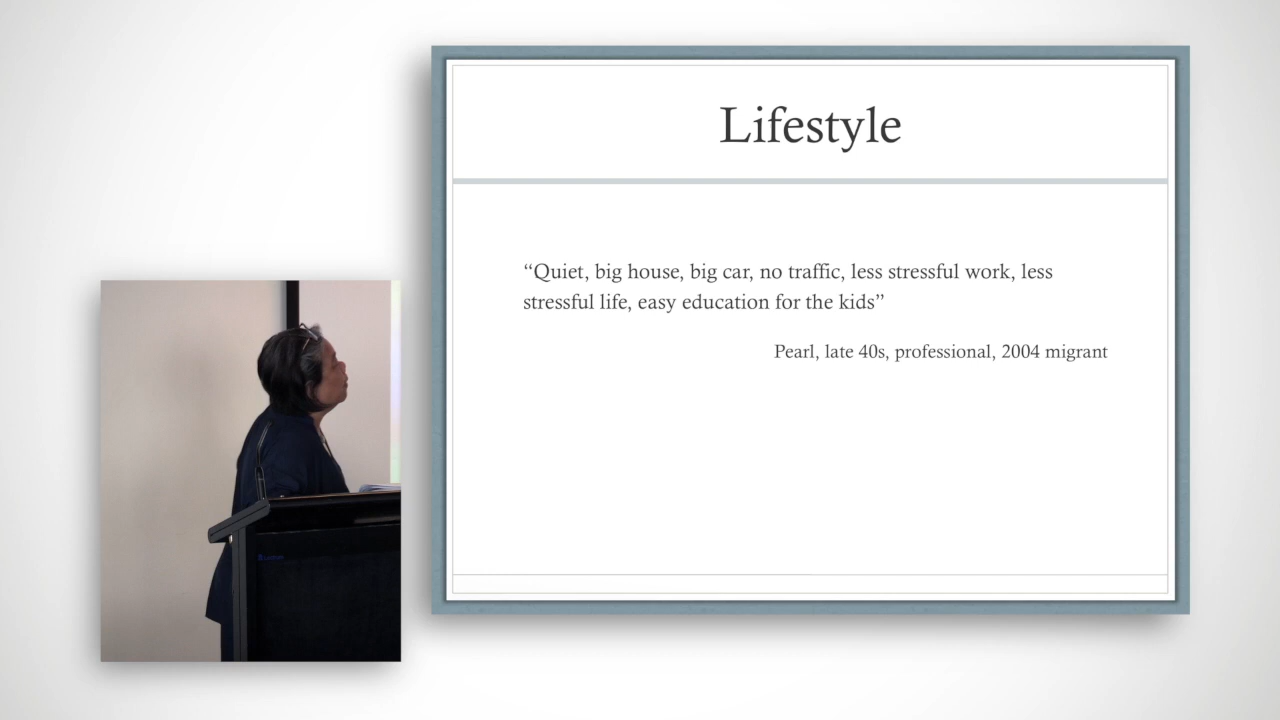 Lifestyle
“Quiet, big house, big car, no traffic, less stressful work, less
stressful life, easy education for the kids”
Pearl, late 40s, professional, 2004 migrant